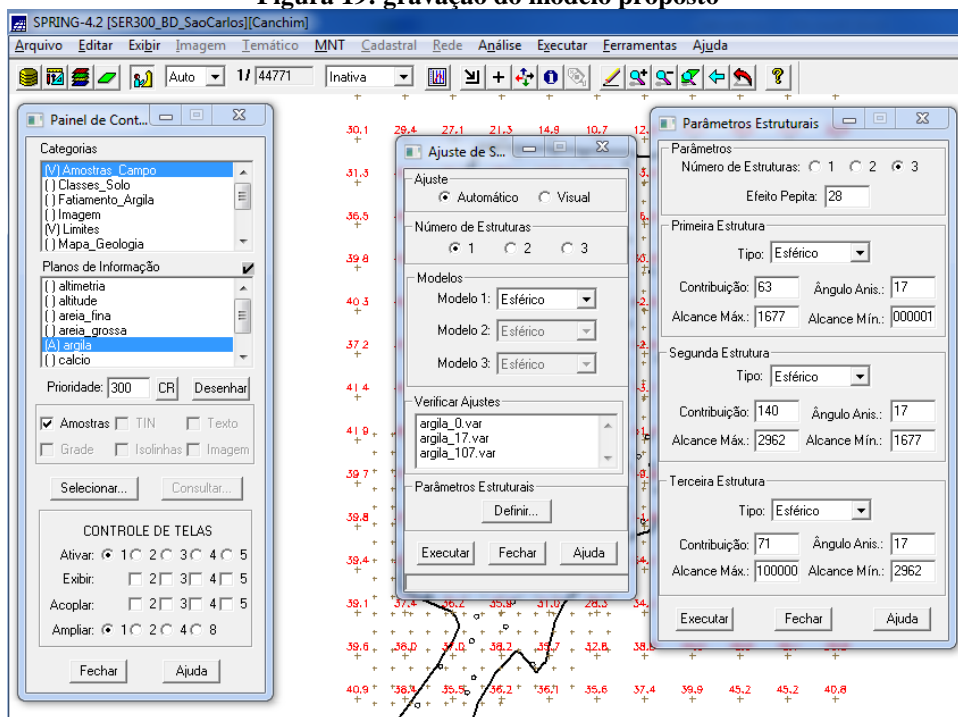 Figura 19: gravação do modelo proposto
SPRING-4.2 [SER300_BD_SaoCarlos][Canchim]
Arquivo Editar Exibir Imagem Temático MNT Cadastral Rede Análise Executar Ferramentas Ajuda
Auto 1/ 44771 Inativa
30.1 29.4 27.1 21.3 14.9 10.7 12.
31.3
36.5
39.8
40.3
37.2
41.4
41.9
39.7
39.8
39.4
39.1 37.4 36.2 35.9 31.0 28.3 34.
39.6 38.0 37.0 38.2 39.7 32.8 38.8
40.9 38.4 35.5 36.2 36.1 35.6 37.4 39.9 45.2 45.2 40.8
Painel de Cont...
Categorias
(V) Amostras_Campo
( ) Classes_Solo
( ) Fatiamento_Argila
( ) Imagem
(V) Limites
( ) Mapa_Geologia
Planos de Informação
( ) altimetria
( ) altitude
( ) areia_fina
( ) areia_grossa
(A) argila
( ) calcio
Prioridade: 300 CR Desenhar
Amostras TIN Texto
Grade Isolinhas Imagem
Selecionar... Consultar...
CONTROLE DE TELAS
Ativar: 1 2 3 4 5
Exibir: 2 3 4 5
Acoplar: 2 3 4 5
Ampliar: 1 2 4 8
Fechar Ajuda
Ajuste de S...
Ajuste
Automático Visual
Número de Estruturas
1 2 3
Modelos
Modelo 1: Esférico
Modelo 2: Esférico
Modelo 3: Esférico
Verificar Ajustes
argila_0.var
argila_17.var
argila_107.var
Parâmetros Estruturais
Definir...
Executar Fechar Ajuda
Parâmetros Estruturais
Parâmetros
Número de Estruturas: 1 2 3
Efeito Pepita: 28
Primeira Estrutura
Tipo: Esférico
Contribuição: 63 Ângulo Anis.: 17
Alcance Máx.: 1677 Alcance Mín.: 000001
Segunda Estrutura
Tipo: Esférico
Contribuição: 140 Ângulo Anis.: 17
Alcance Máx.: 2962 Alcance Mín.: 1677
Terceira Estrutura
Tipo: Esférico
Contribuição: 71 Ângulo Anis.: 17
Alcance Máx.: 100000 Alcance Mín.: 2962
Executar Fechar Ajuda